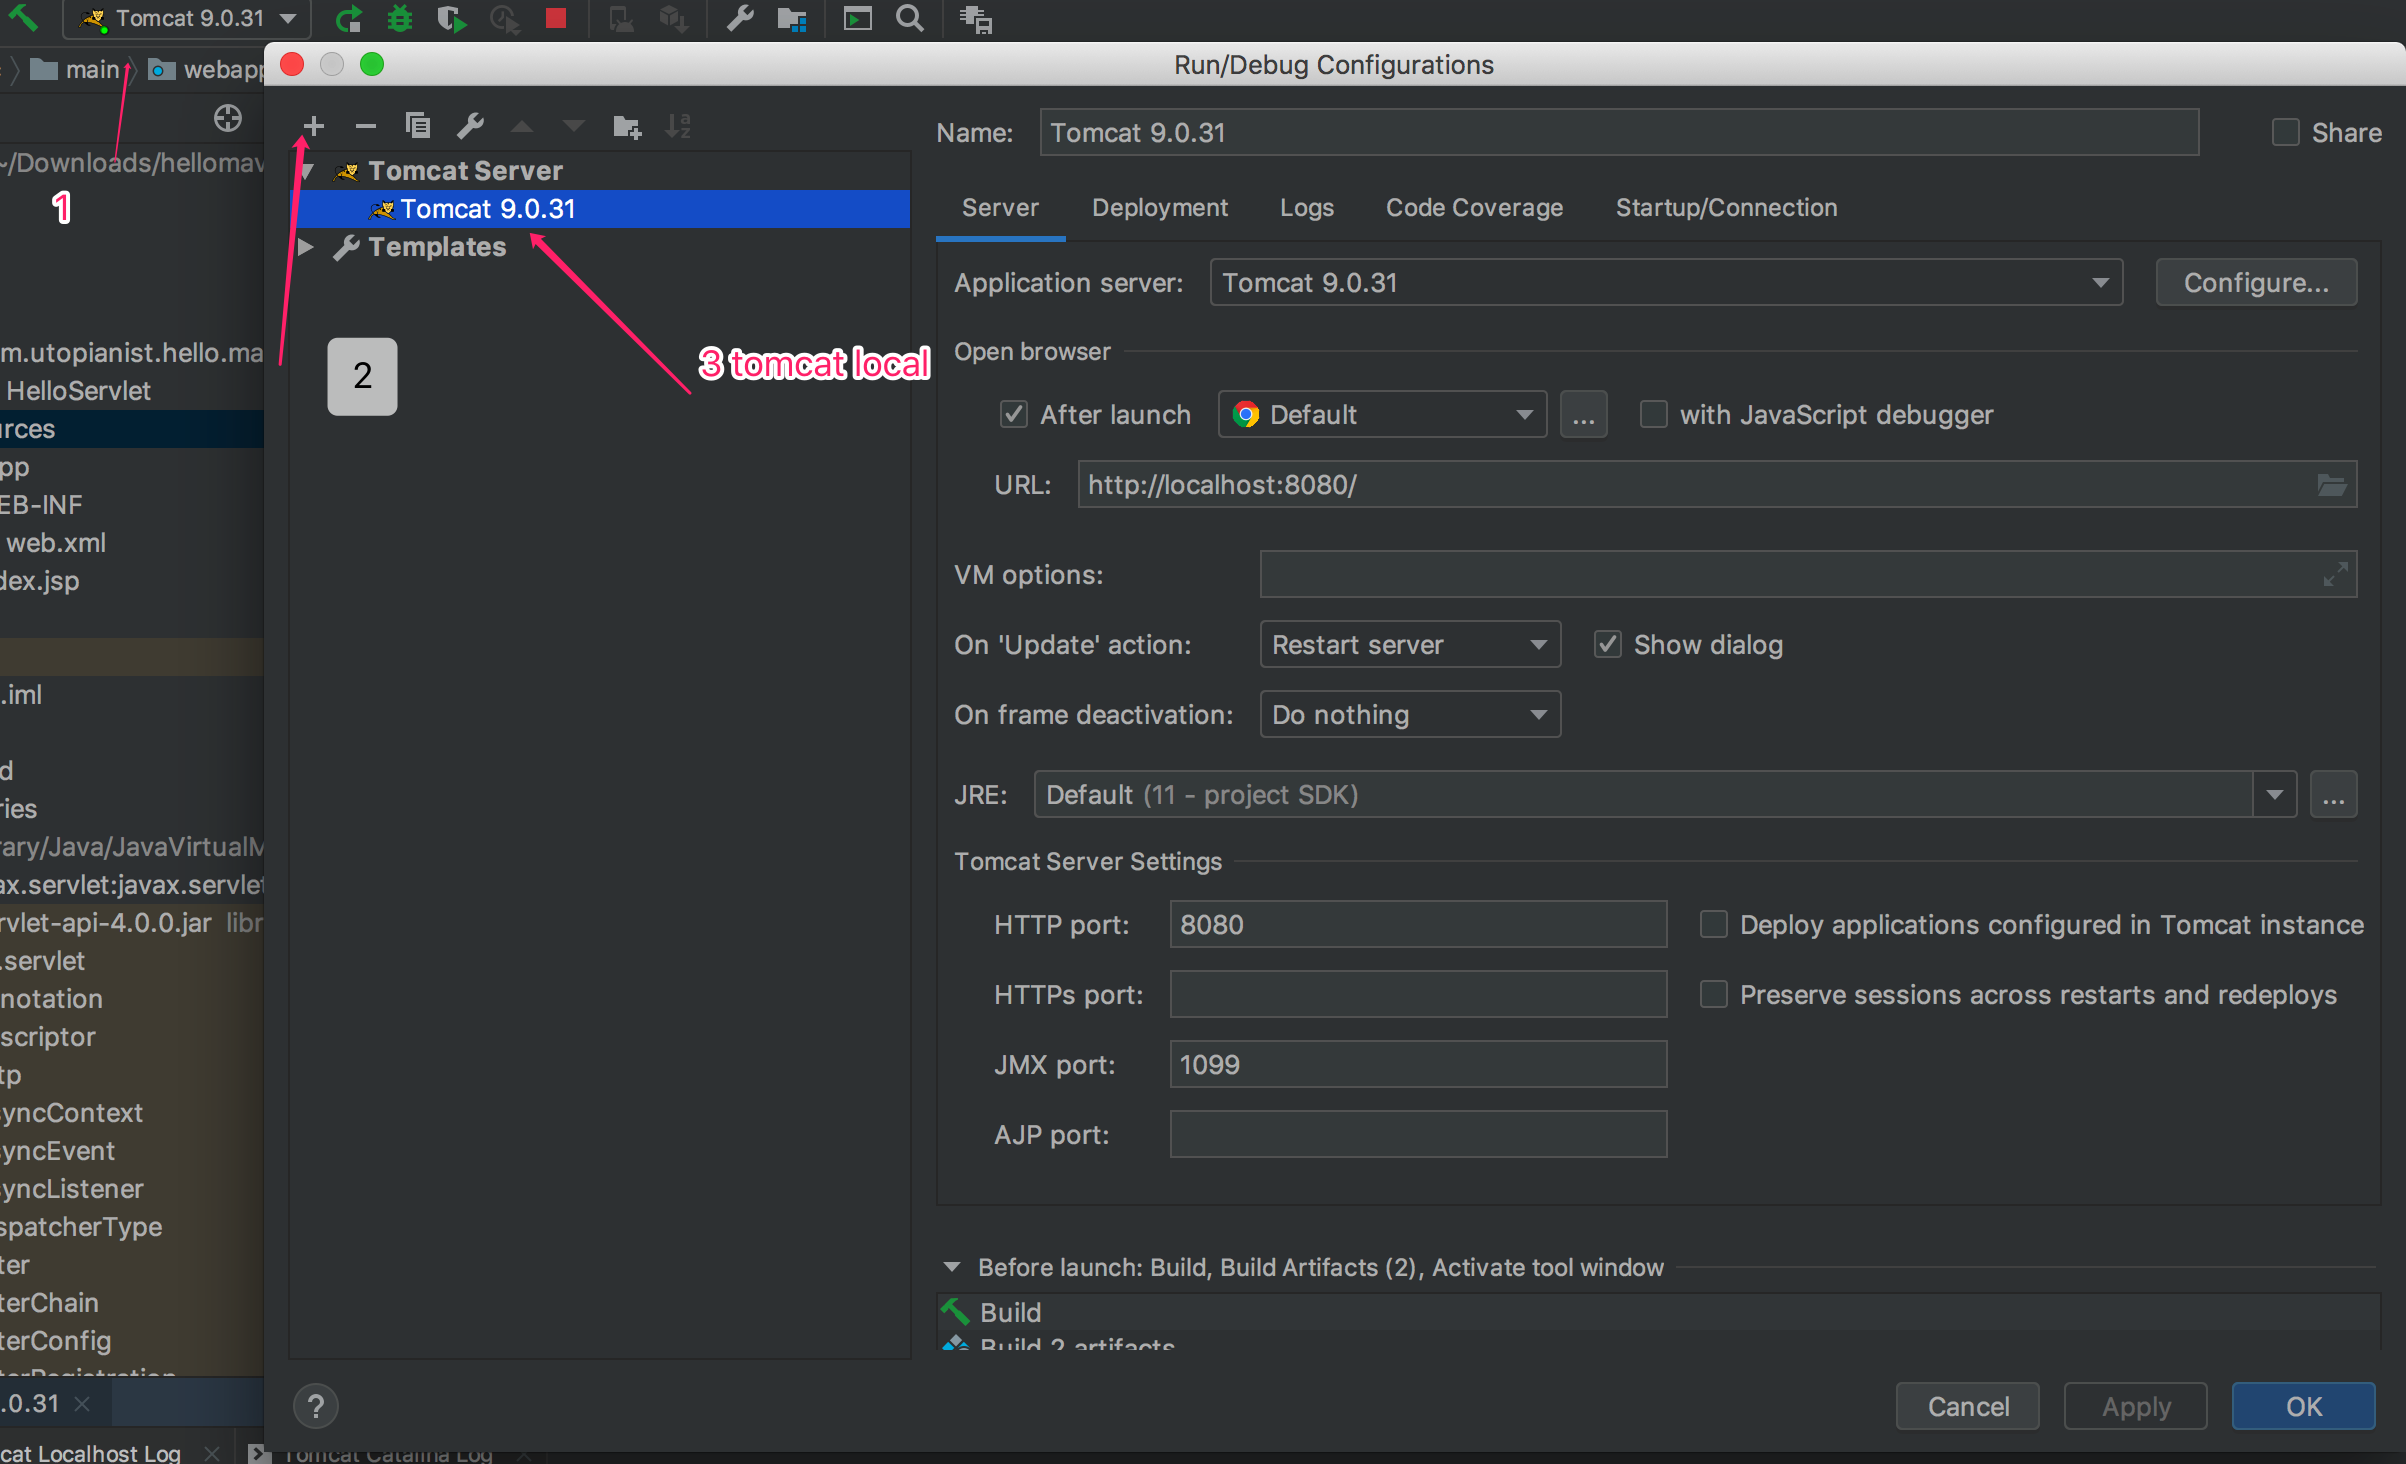 Tomcat 9.0.31
main
webapp
Run/Debug Configurations
~/Downloads/hellomav
1
Tomcat Server
Tomcat 9.0.31
Templates
2
3 tomcat local
m.utopianist.hello.ma
HelloServlet
urces
pp
EB-INF
web.xml
dex.jsp
.iml
d
ries
rary/Java/JavaVirtualM
ax.servlet:javax.servlet
rvlet-api-4.0.0.jar libr
.servlet
notation
scriptor
tp
syncContext
syncEvent
syncListener
spatcherType
ter
terChain
terConfig
terRegistration
.0.31
cat Localhost Log
Tomcat Catalina Log
Name: Tomcat 9.0.31
Share
Server Deployment Logs Code Coverage Startup/Connection
Application server: Tomcat 9.0.31 Configure...
Open browser
After launch Default ... with JavaScript debugger
URL: http://localhost:8080/
VM options:
On 'Update' action: Restart server Show dialog
On frame deactivation: Do nothing
JRE: Default (11 - project SDK) ...
Tomcat Server Settings
HTTP port: 8080 Deploy applications configured in Tomcat instance
HTTPs port: Preserve sessions across restarts and redeploys
JMX port: 1099
AJP port:
Before launch: Build, Build Artifacts (2), Activate tool window
Build
Build 2 artifacts
?
Cancel Apply OK